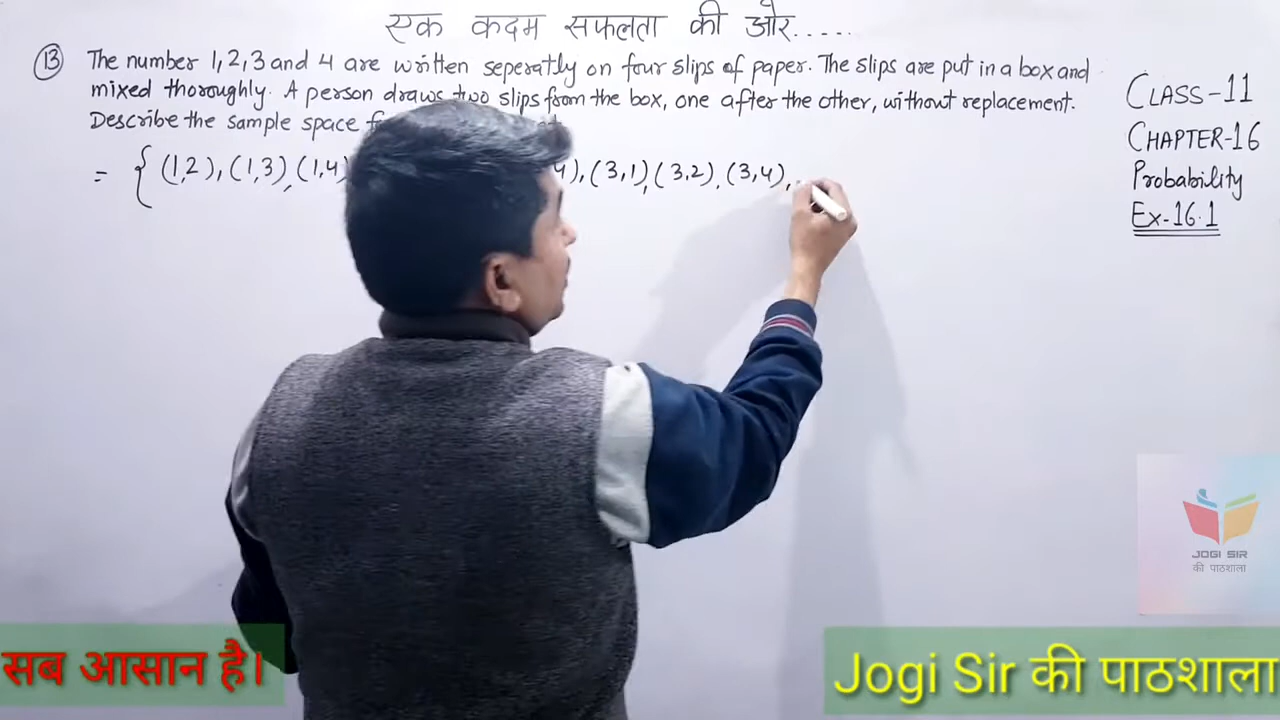 एक कदम सफलता की ओर.....
13 The number 1, 2, 3 and 4 are written seperatly on four slips of paper. The slips are put in a box and
mixed thoroughly. A person draws two slips from the box, one after the other, without replacement.
Describe the sample space
= { (1,2), (1,3), (1,4) 4), (3,1), (3,2), (3,4),
CLASS-11
CHAPTER-16
Probability
Ex-16.1
JOGI SIR
की पाठशाला
सब आसान है।
Jogi Sir की पाठशाला